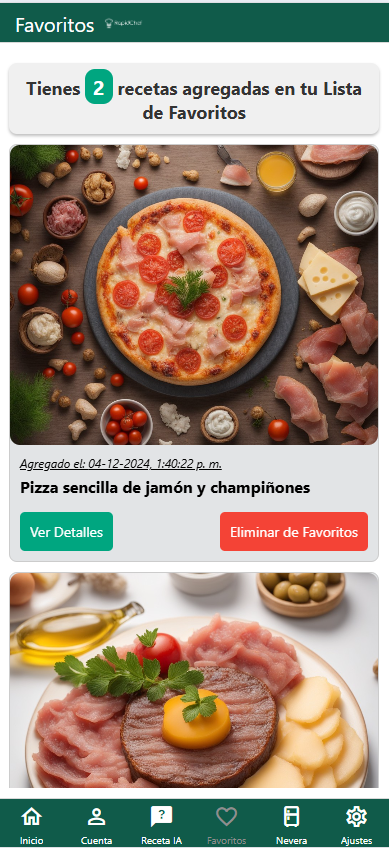 Favoritos RapidChef
Tienes 2 recetas agregadas en tu Lista
de Favoritos
Agregado el: 04-12-2024, 1:40:22 p. m.
Pizza sencilla de jamón y champiñones
Ver Detalles Eliminar de Favoritos
Inicio Cuenta Receta IA Favoritos Nevera Ajustes